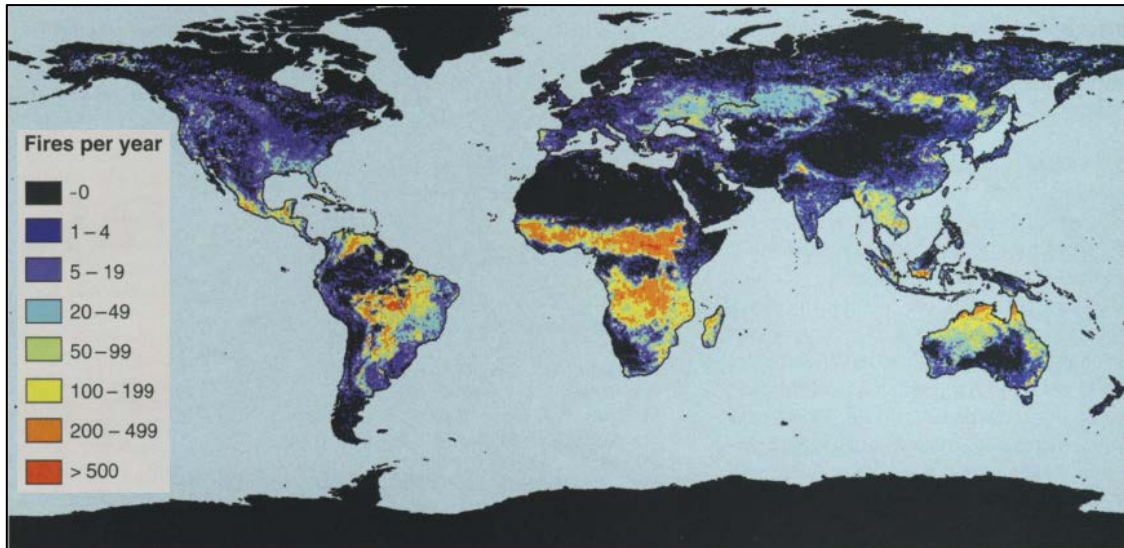 Fires per year
-0
1 – 4
5 – 19
20 – 49
50 – 99
100 – 199
200 – 499
> 500